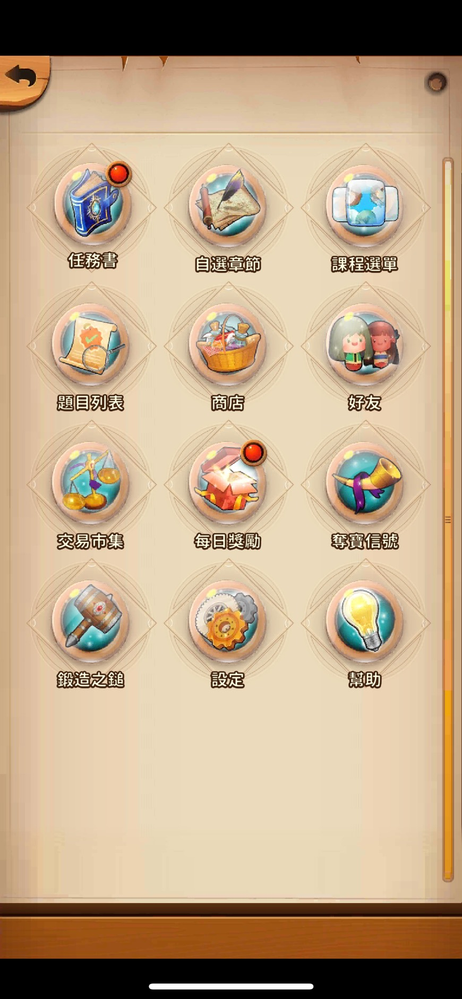 任務書
自選章節
課程選單
題目列表
商店
好友
交易市集
每日獎勵
奪寶信號
鍛造之鎚
設定
幫助